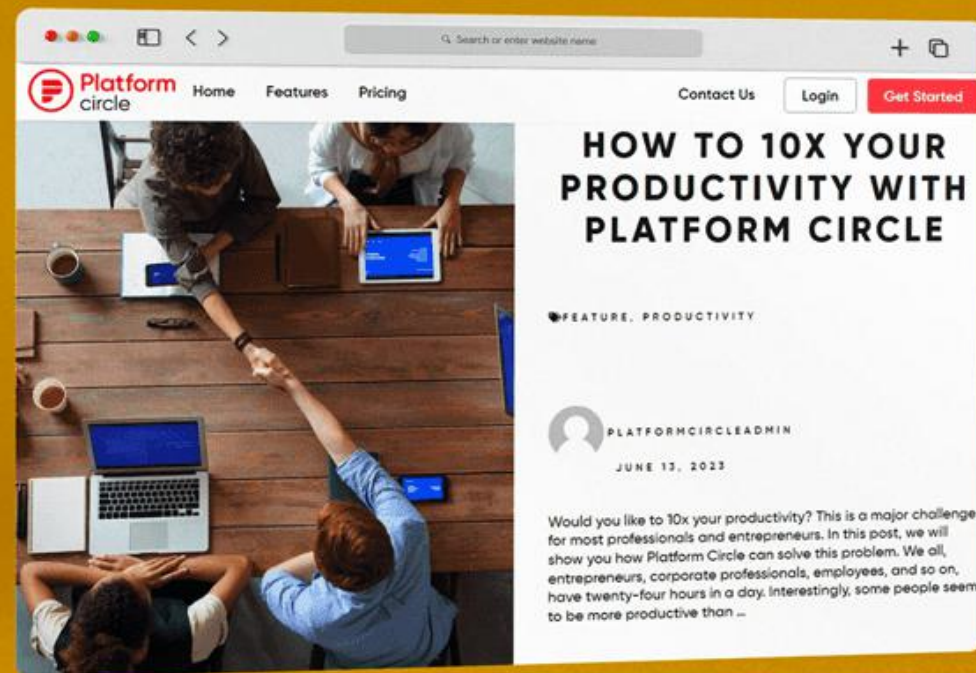 Search or enter website name
Platform
circle
Home
Features
Pricing
Contact Us
Login
Get Started
HOW TO 10X YOUR
PRODUCTIVITY WITH
PLATFORM CIRCLE
FEATURE, PRODUCTIVITY
PLATFORMCIRCLEADMIN
JUNE 13, 2023
Would you like to 10x your productivity? This is a major challenge
for most professionals and entrepreneurs. In this post, we will
show you how Platform Circle can solve this problem. We all,
entrepreneurs, corporate professionals, employees, and so on,
have twenty-four hours in a day. Interestingly, some people seem
to be more productive than ...